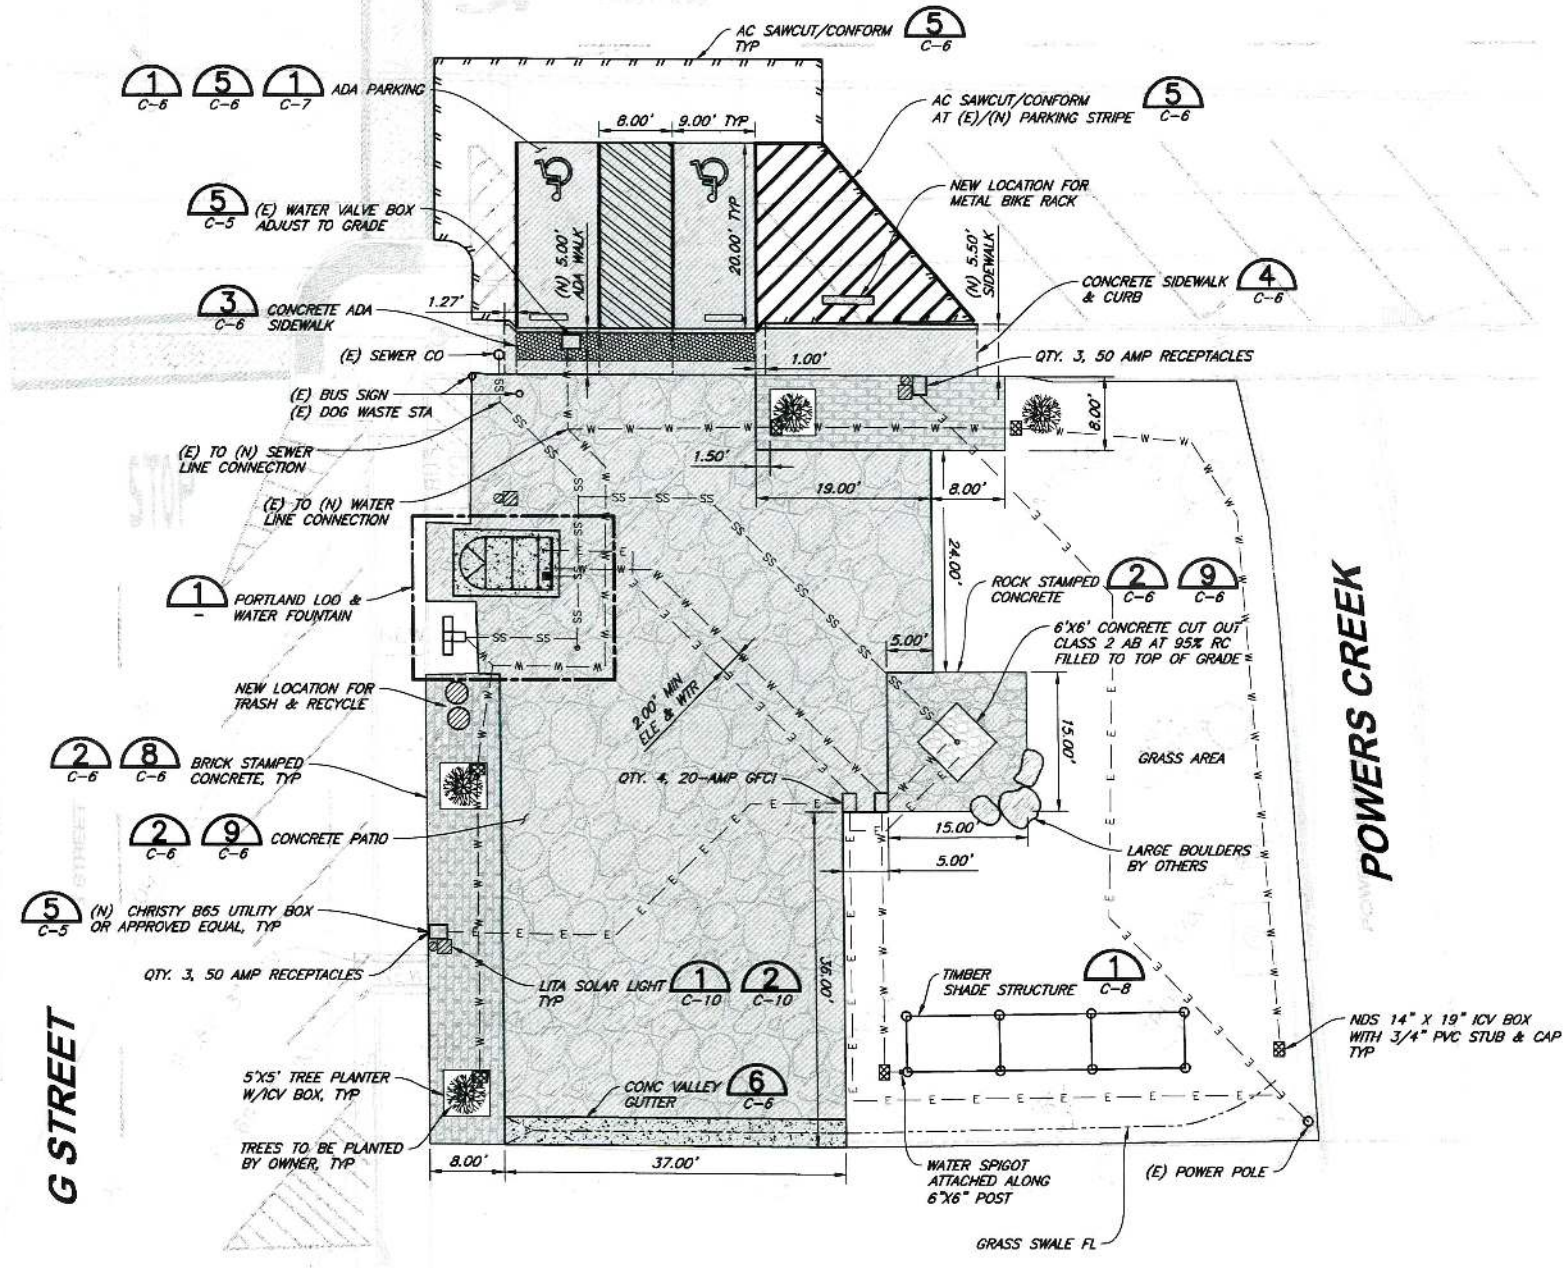 AC SAWCUT/CONFORM
TYP
5
C-6
1
C-6
5
C-6
1
C-7
ADA PARKING
8.00'
9.00' TYP
AC SAWCUT/CONFORM
AT (E)/(N) PARKING STRIPE
5
C-6
5
C-5
(E) WATER VALVE BOX
ADJUST TO GRADE
(N) 5.00'
ADA WALK
20.00' TYP
NEW LOCATION FOR
METAL BIKE RACK
(N) 5.50'
SIDEWALK
3
C-6
CONCRETE ADA
SIDEWALK
1.27'
CONCRETE SIDEWALK
& CURB
4
C-6
(E) SEWER CO
1.00'
QTY. 3, 50 AMP RECEPTACLES
(E) BUS SIGN
(E) DOG WASTE STA
8.00'
(E) TO (N) SEWER
LINE CONNECTION
1.50'
19.00'
8.00'
(E) TO (N) WATER
LINE CONNECTION
24.00'
1
-
PORTLAND LOO &
WATER FOUNTAIN
ROCK STAMPED
CONCRETE
2
C-6
9
C-6
6'X6' CONCRETE CUT OUT
CLASS 2 AB AT 95% RC
FILLED TO TOP OF GRADE
5.00'
NEW LOCATION FOR
TRASH & RECYCLE
2.00' MIN
ELE & WTR
15.00'
GRASS AREA
POWERS CREEK
2
C-6
8
C-6
BRICK STAMPED
CONCRETE, TYP
QTY. 4, 20-AMP GFCI
2
C-6
9
C-6
CONCRETE PATIO
15.00'
5.00'
LARGE BOULDERS
BY OTHERS
5
C-5
(N) CHRISTY B65 UTILITY BOX
OR APPROVED EQUAL, TYP
QTY. 3, 50 AMP RECEPTACLES
LITA SOLAR LIGHT
TYP
1
C-10
2
C-10
36.00'
TIMBER
SHADE STRUCTURE
1
C-8
NDS 14" X 19" ICV BOX
WITH 3/4" PVC STUB & CAP
TYP
G STREET
5'X5' TREE PLANTER
W/ICV BOX, TYP
CONC VALLEY
GUTTER
6
C-6
TREES TO BE PLANTED
BY OWNER, TYP
8.00'
37.00'
WATER SPIGOT
ATTACHED ALONG
6"X6" POST
(E) POWER POLE
GRASS SWALE FL